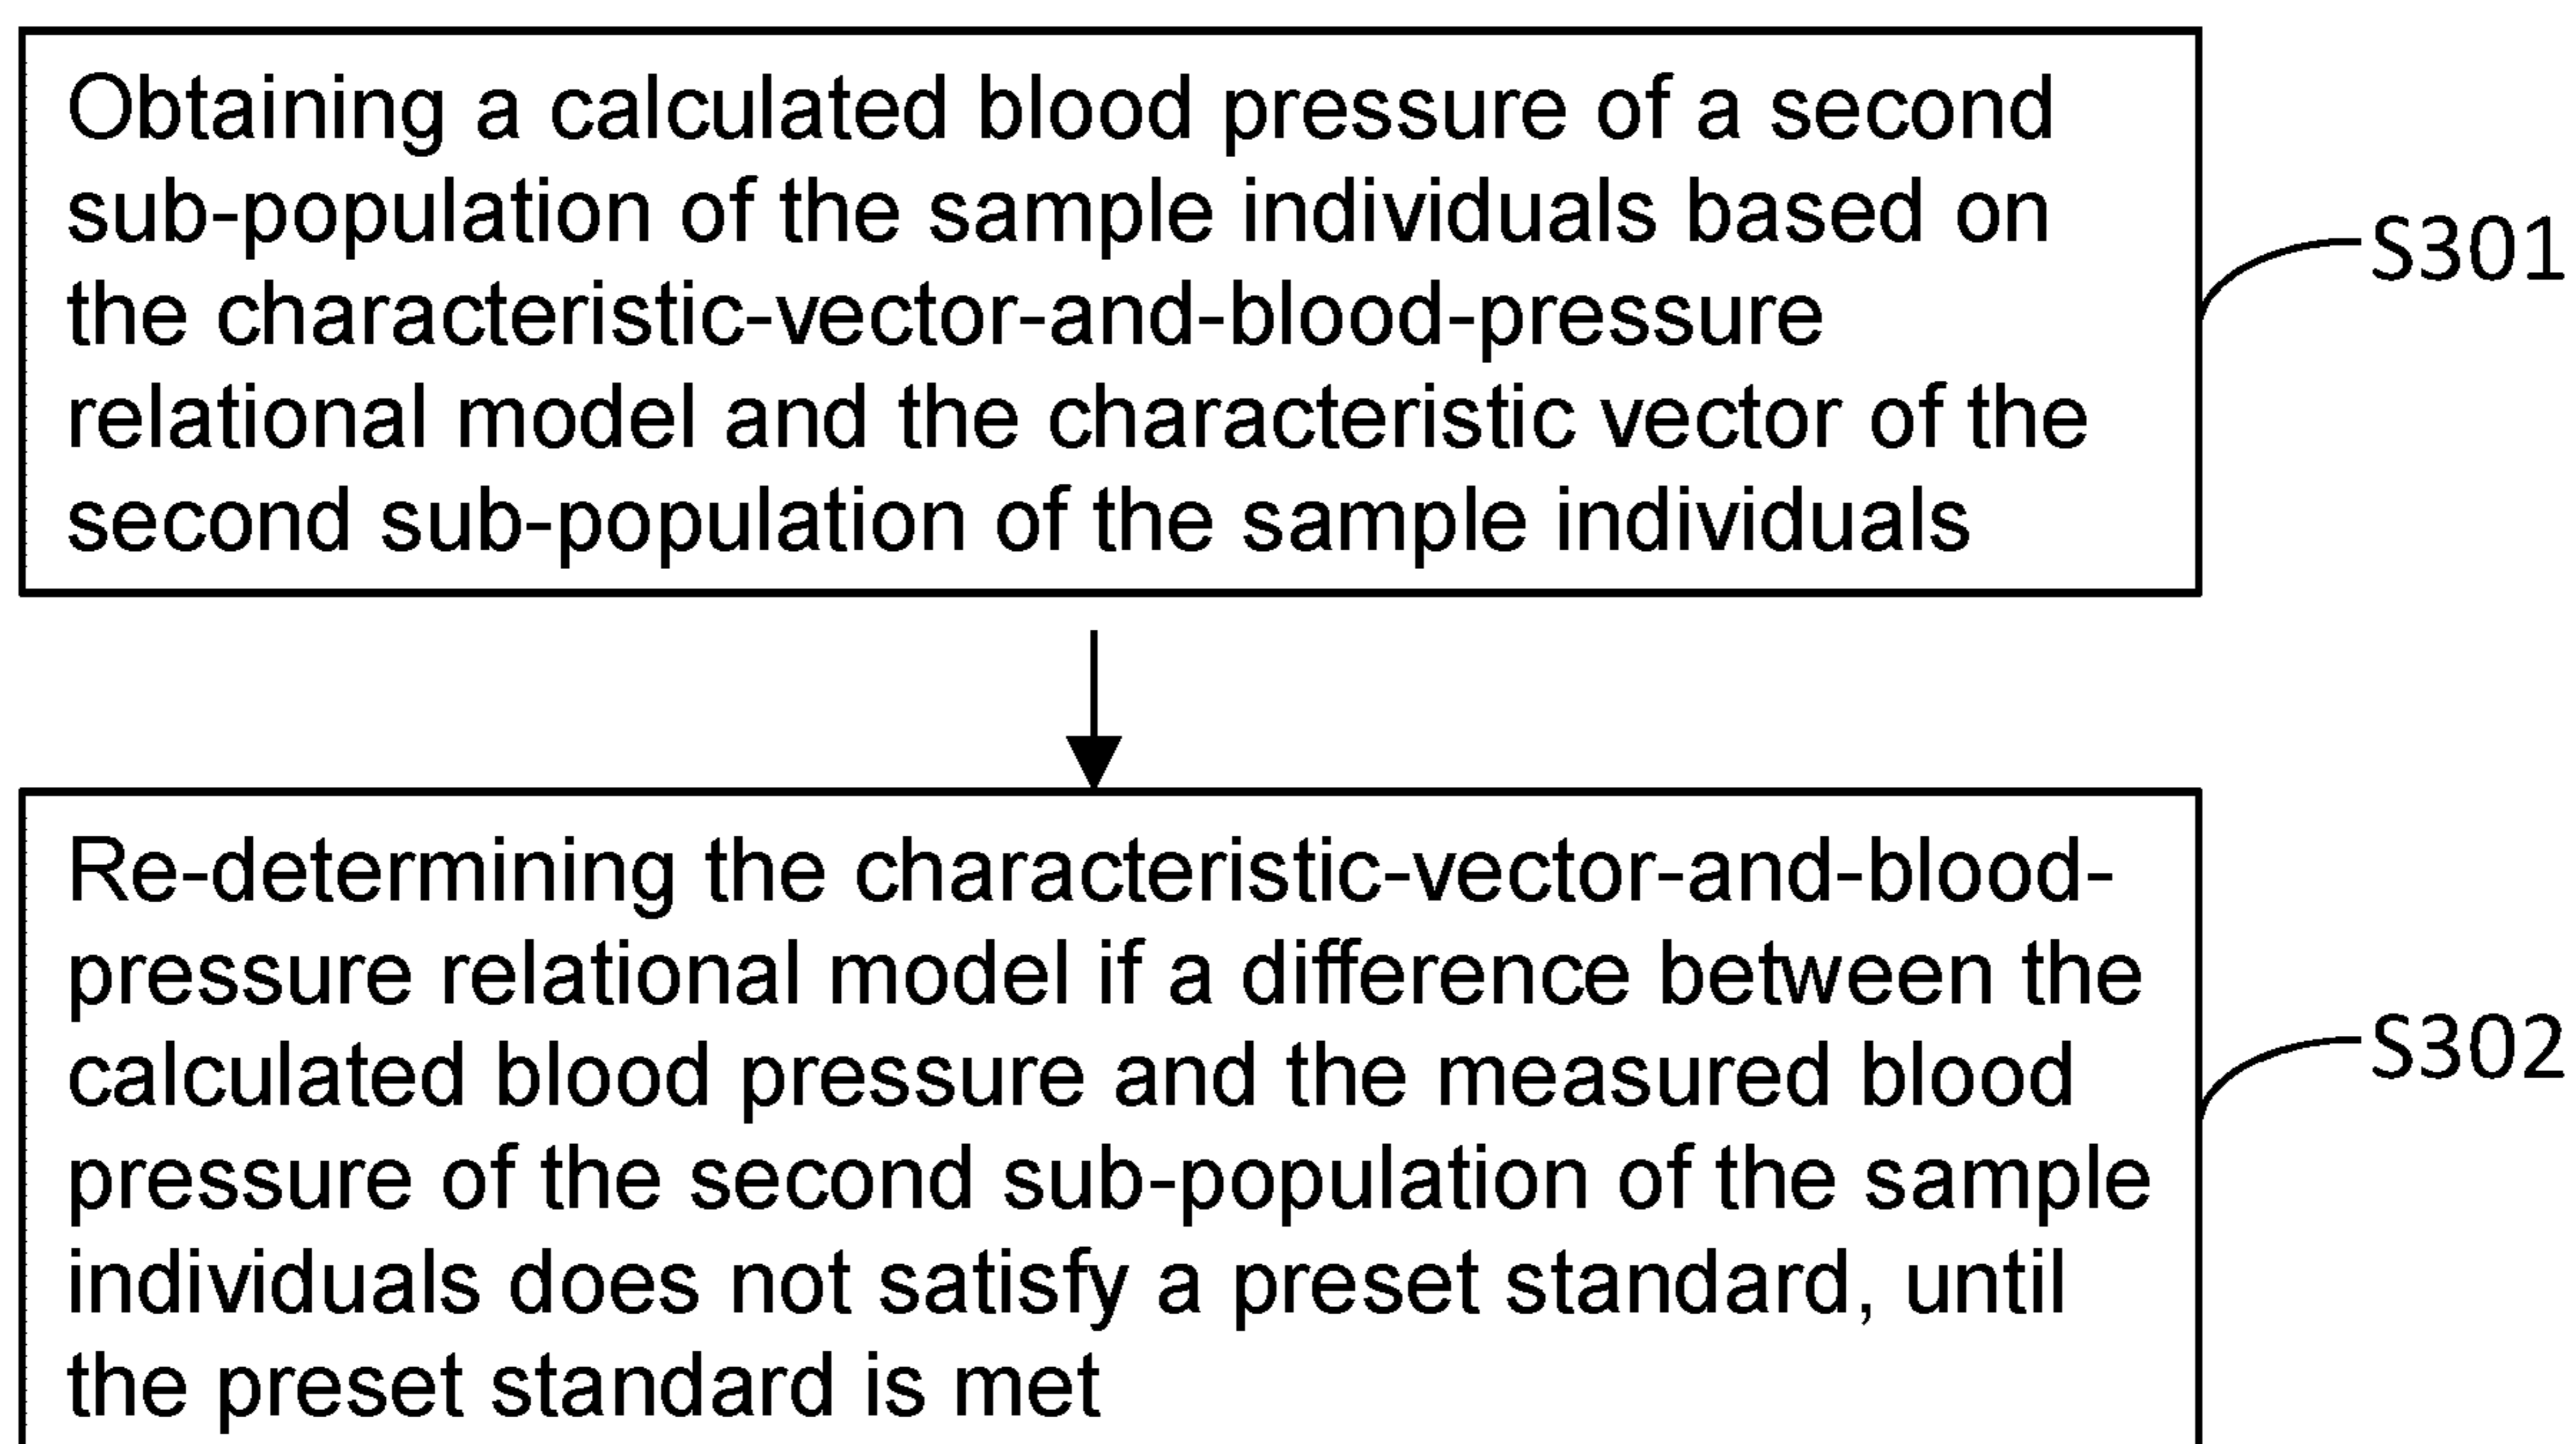 Obtaining a calculated blood pressure of a second
sub-population of the sample individuals based on
the characteristic-vector-and-blood-pressure
relational model and the characteristic vector of the
second sub-population of the sample individuals
S301
Re-determining the characteristic-vector-and-blood-
pressure relational model if a difference between the
calculated blood pressure and the measured blood
pressure of the second sub-population of the sample
individuals does not satisfy a preset standard, until
the preset standard is met
S302